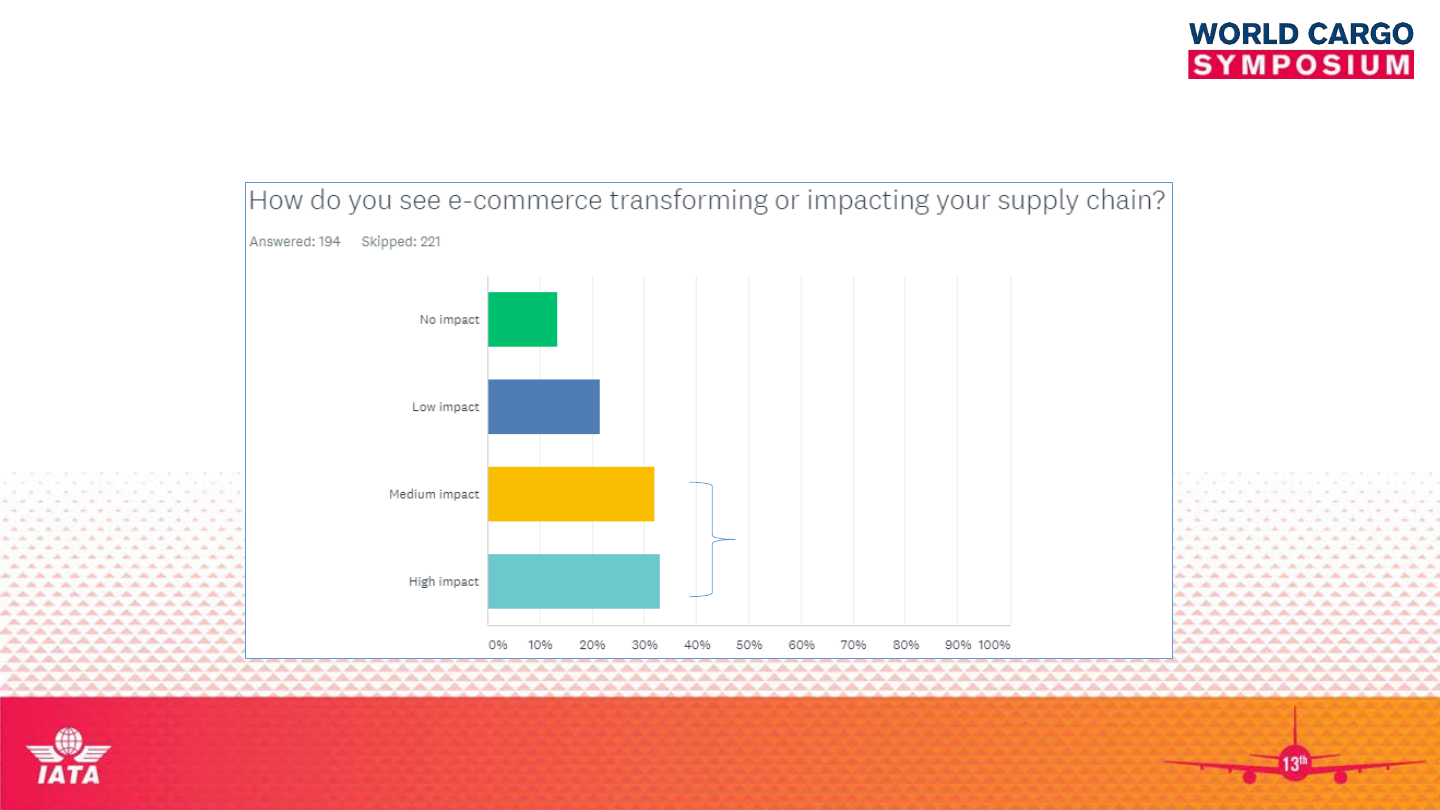 WORLD CARGO
SYMPOSIUM
How do you see e-commerce transforming or impacting your supply chain?
Answered: 194 Skipped: 221
No impact
Low impact
Medium impact
High impact
0% 10% 20% 30% 40% 50% 60% 70% 80% 90% 100%
IATA
13th